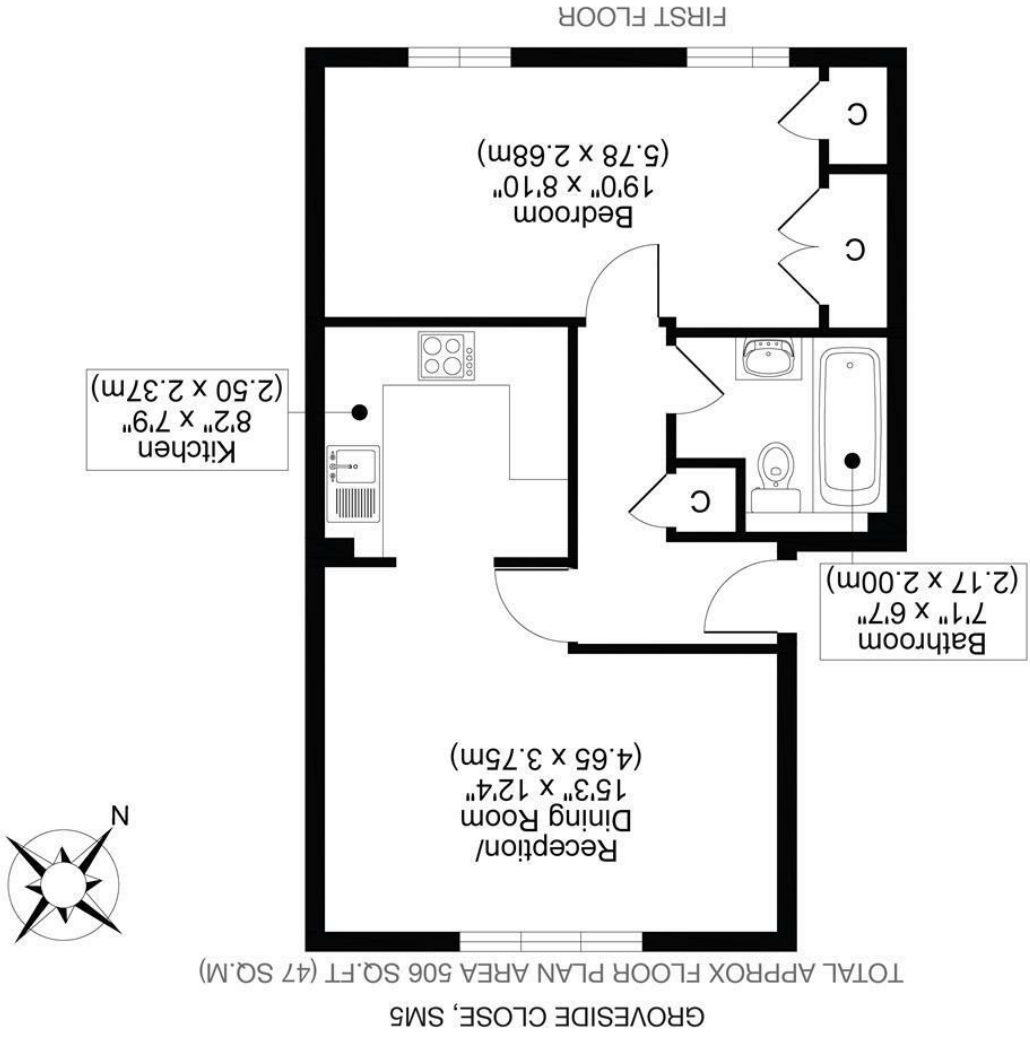 GROVESIDE CLOSE, SM5
TOTAL APPROX FLOOR PLAN AREA 506 SQ.FT (47 SQ.M)
N
Reception/
Dining Room
15'3" x 12'4"
(4.65 x 3.75m)
Bathroom
7'1" x 6'7"
(2.17 x 2.00m)
C
Kitchen
8'2" x 7'9"
(2.50 x 2.37m)
C
Bedroom
19'0" x 8'10"
(5.78 x 2.68m)
C
FIRST FLOOR